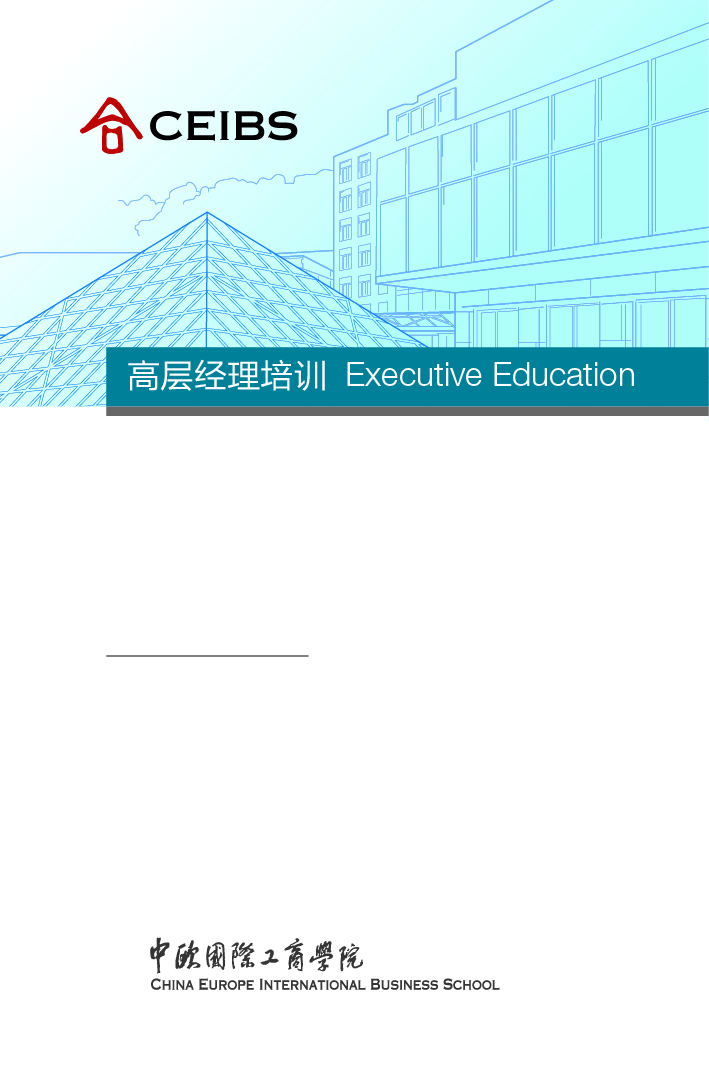 CEIBS
高层经理培训 Executive Education
中欧國際工商學院
CHINA EUROPE INTERNATIONAL BUSINESS SCHOOL